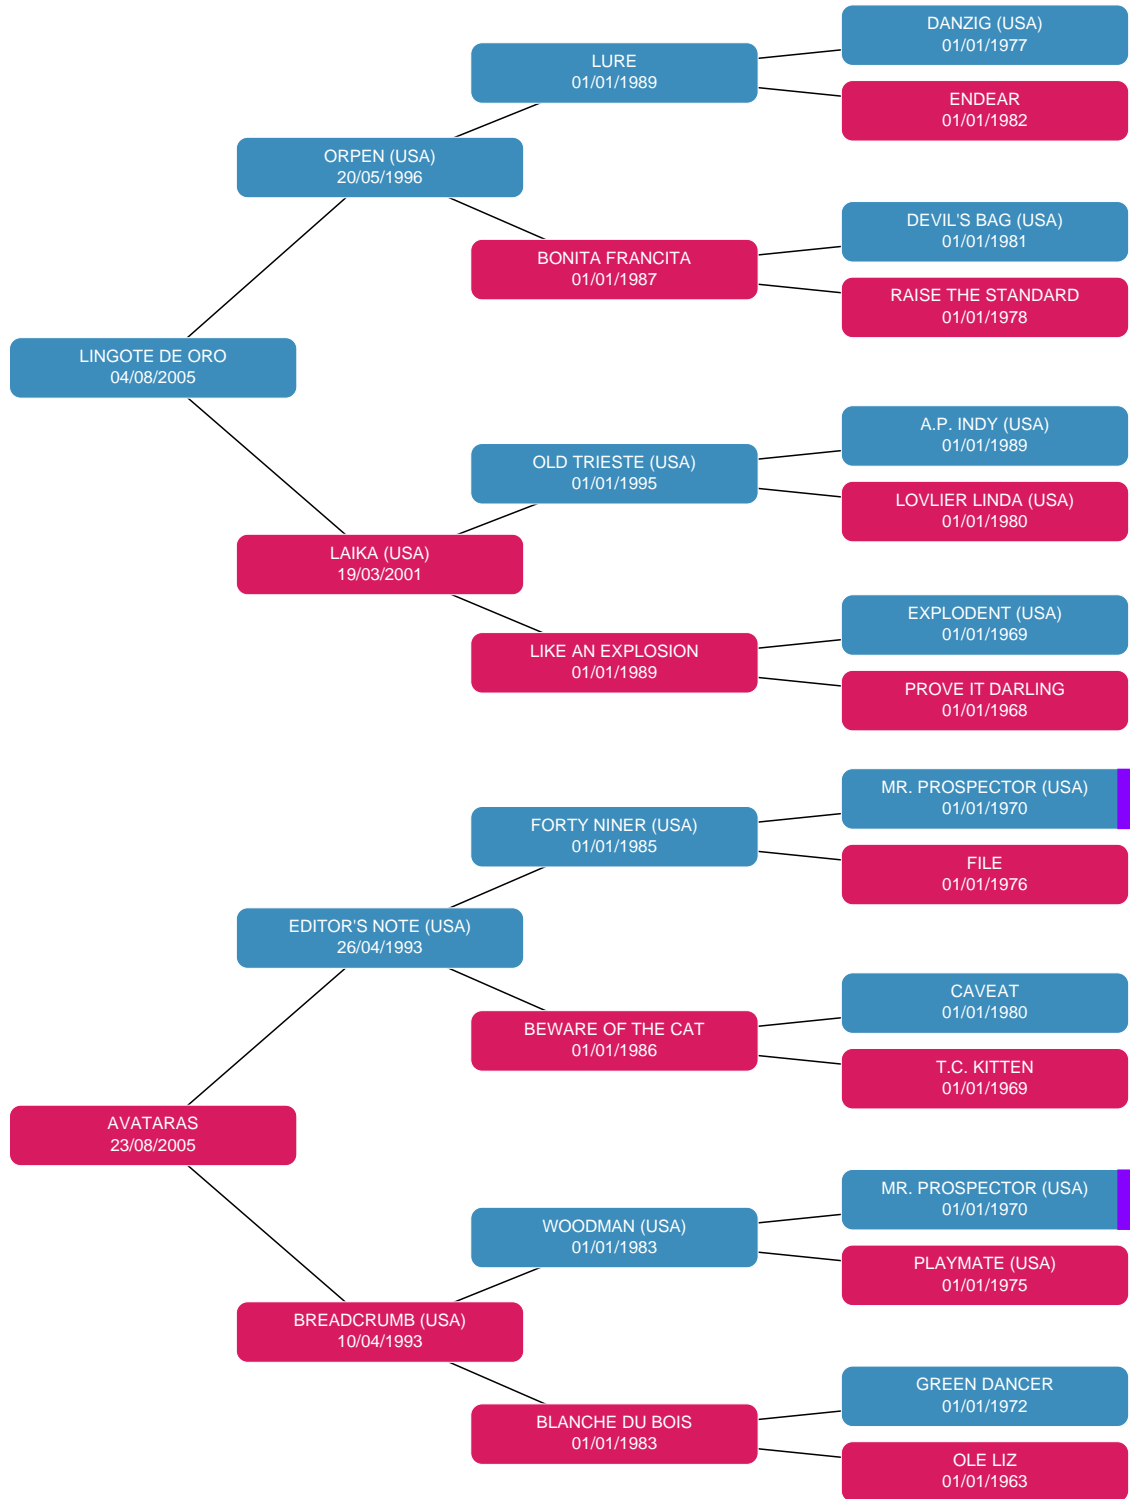 DANZIG (USA)
01/01/1977
LURE
01/01/1989
ENDEAR
01/01/1982
ORPEN (USA)
20/05/1996
DEVIL'S BAG (USA)
01/01/1981
BONITA FRANCITA
01/01/1987
RAISE THE STANDARD
01/01/1978
LINGOTE DE ORO
04/08/2005
A.P. INDY (USA)
01/01/1989
OLD TRIESTE (USA)
01/01/1995
LOVLIER LINDA (USA)
01/01/1980
LAIKA (USA)
19/03/2001
EXPLODENT (USA)
01/01/1969
LIKE AN EXPLOSION
01/01/1989
PROVE IT DARLING
01/01/1968
MR. PROSPECTOR (USA)
01/01/1970
FORTY NINER (USA)
01/01/1985
FILE
01/01/1976
EDITOR'S NOTE (USA)
26/04/1993
CAVEAT
01/01/1980
BEWARE OF THE CAT
01/01/1986
T.C. KITTEN
01/01/1969
AVATARAS
23/08/2005
MR. PROSPECTOR (USA)
01/01/1970
WOODMAN (USA)
01/01/1983
PLAYMATE (USA)
01/01/1975
BREADCRUMB (USA)
10/04/1993
GREEN DANCER
01/01/1972
BLANCHE DU BOIS
01/01/1983
OLE LIZ
01/01/1963